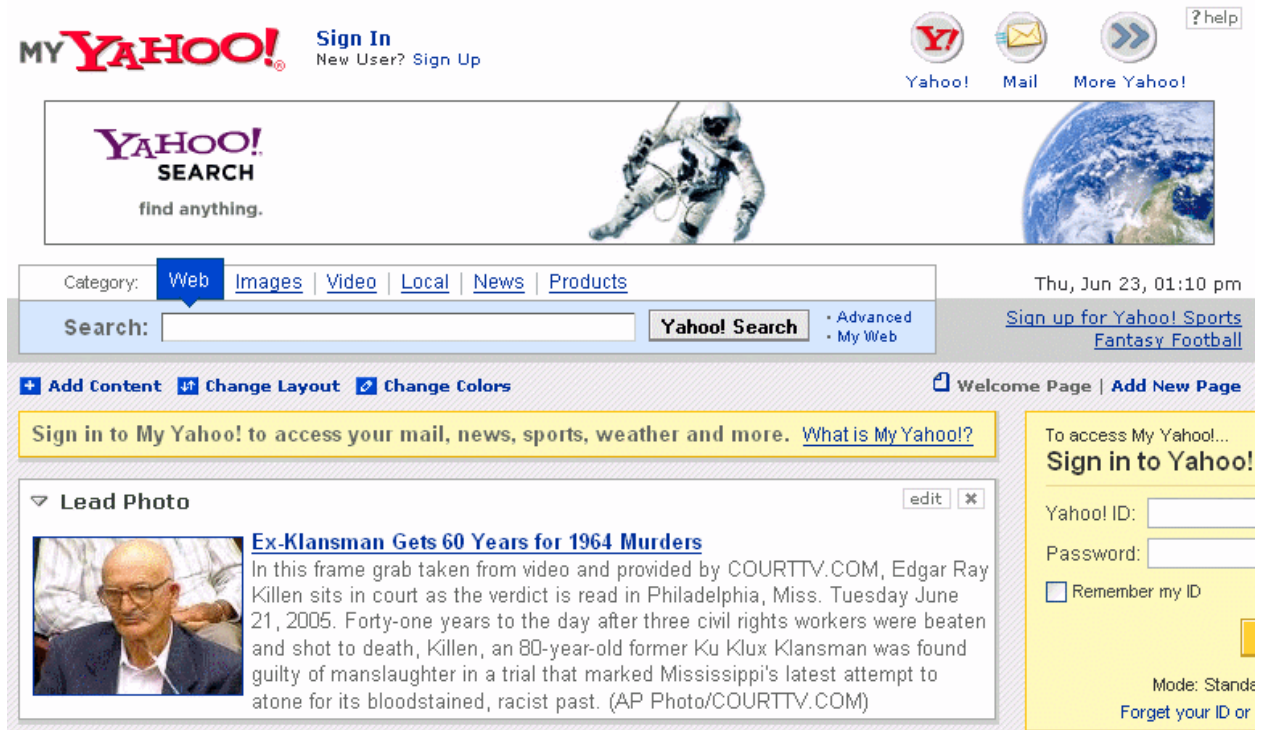 MY YAHOO!®
Sign In
New User? Sign Up
Y!
Yahoo!
Mail
More Yahoo!
? help
YAHOO!
SEARCH
find anything.
Category: Web Images | Video | Local | News | Products
Thu, Jun 23, 01:10 pm
Search:
Yahoo! Search
· Advanced
· My Web
Sign up for Yahoo! Sports
Fantasy Football
Add Content Change Layout Change Colors
Welcome Page | Add New Page
Sign in to My Yahoo! to access your mail, news, sports, weather and more. What is My Yahoo!?
Lead Photo
edit
Ex-Klansman Gets 60 Years for 1964 Murders
In this frame grab taken from video and provided by COURTTV.COM, Edgar Ray
Killen sits in court as the verdict is read in Philadelphia, Miss. Tuesday June
21, 2005. Forty-one years to the day after three civil rights workers were beaten
and shot to death, Killen, an 80-year-old former Ku Klux Klansman was found
guilty of manslaughter in a trial that marked Mississippi's latest attempt to
atone for its bloodstained, racist past. (AP Photo/COURTTV.COM)
To access My Yahoo!...
Sign in to Yahoo!
Yahoo! ID:
Password:
Remember my ID
Mode: Standa
Forget your ID or